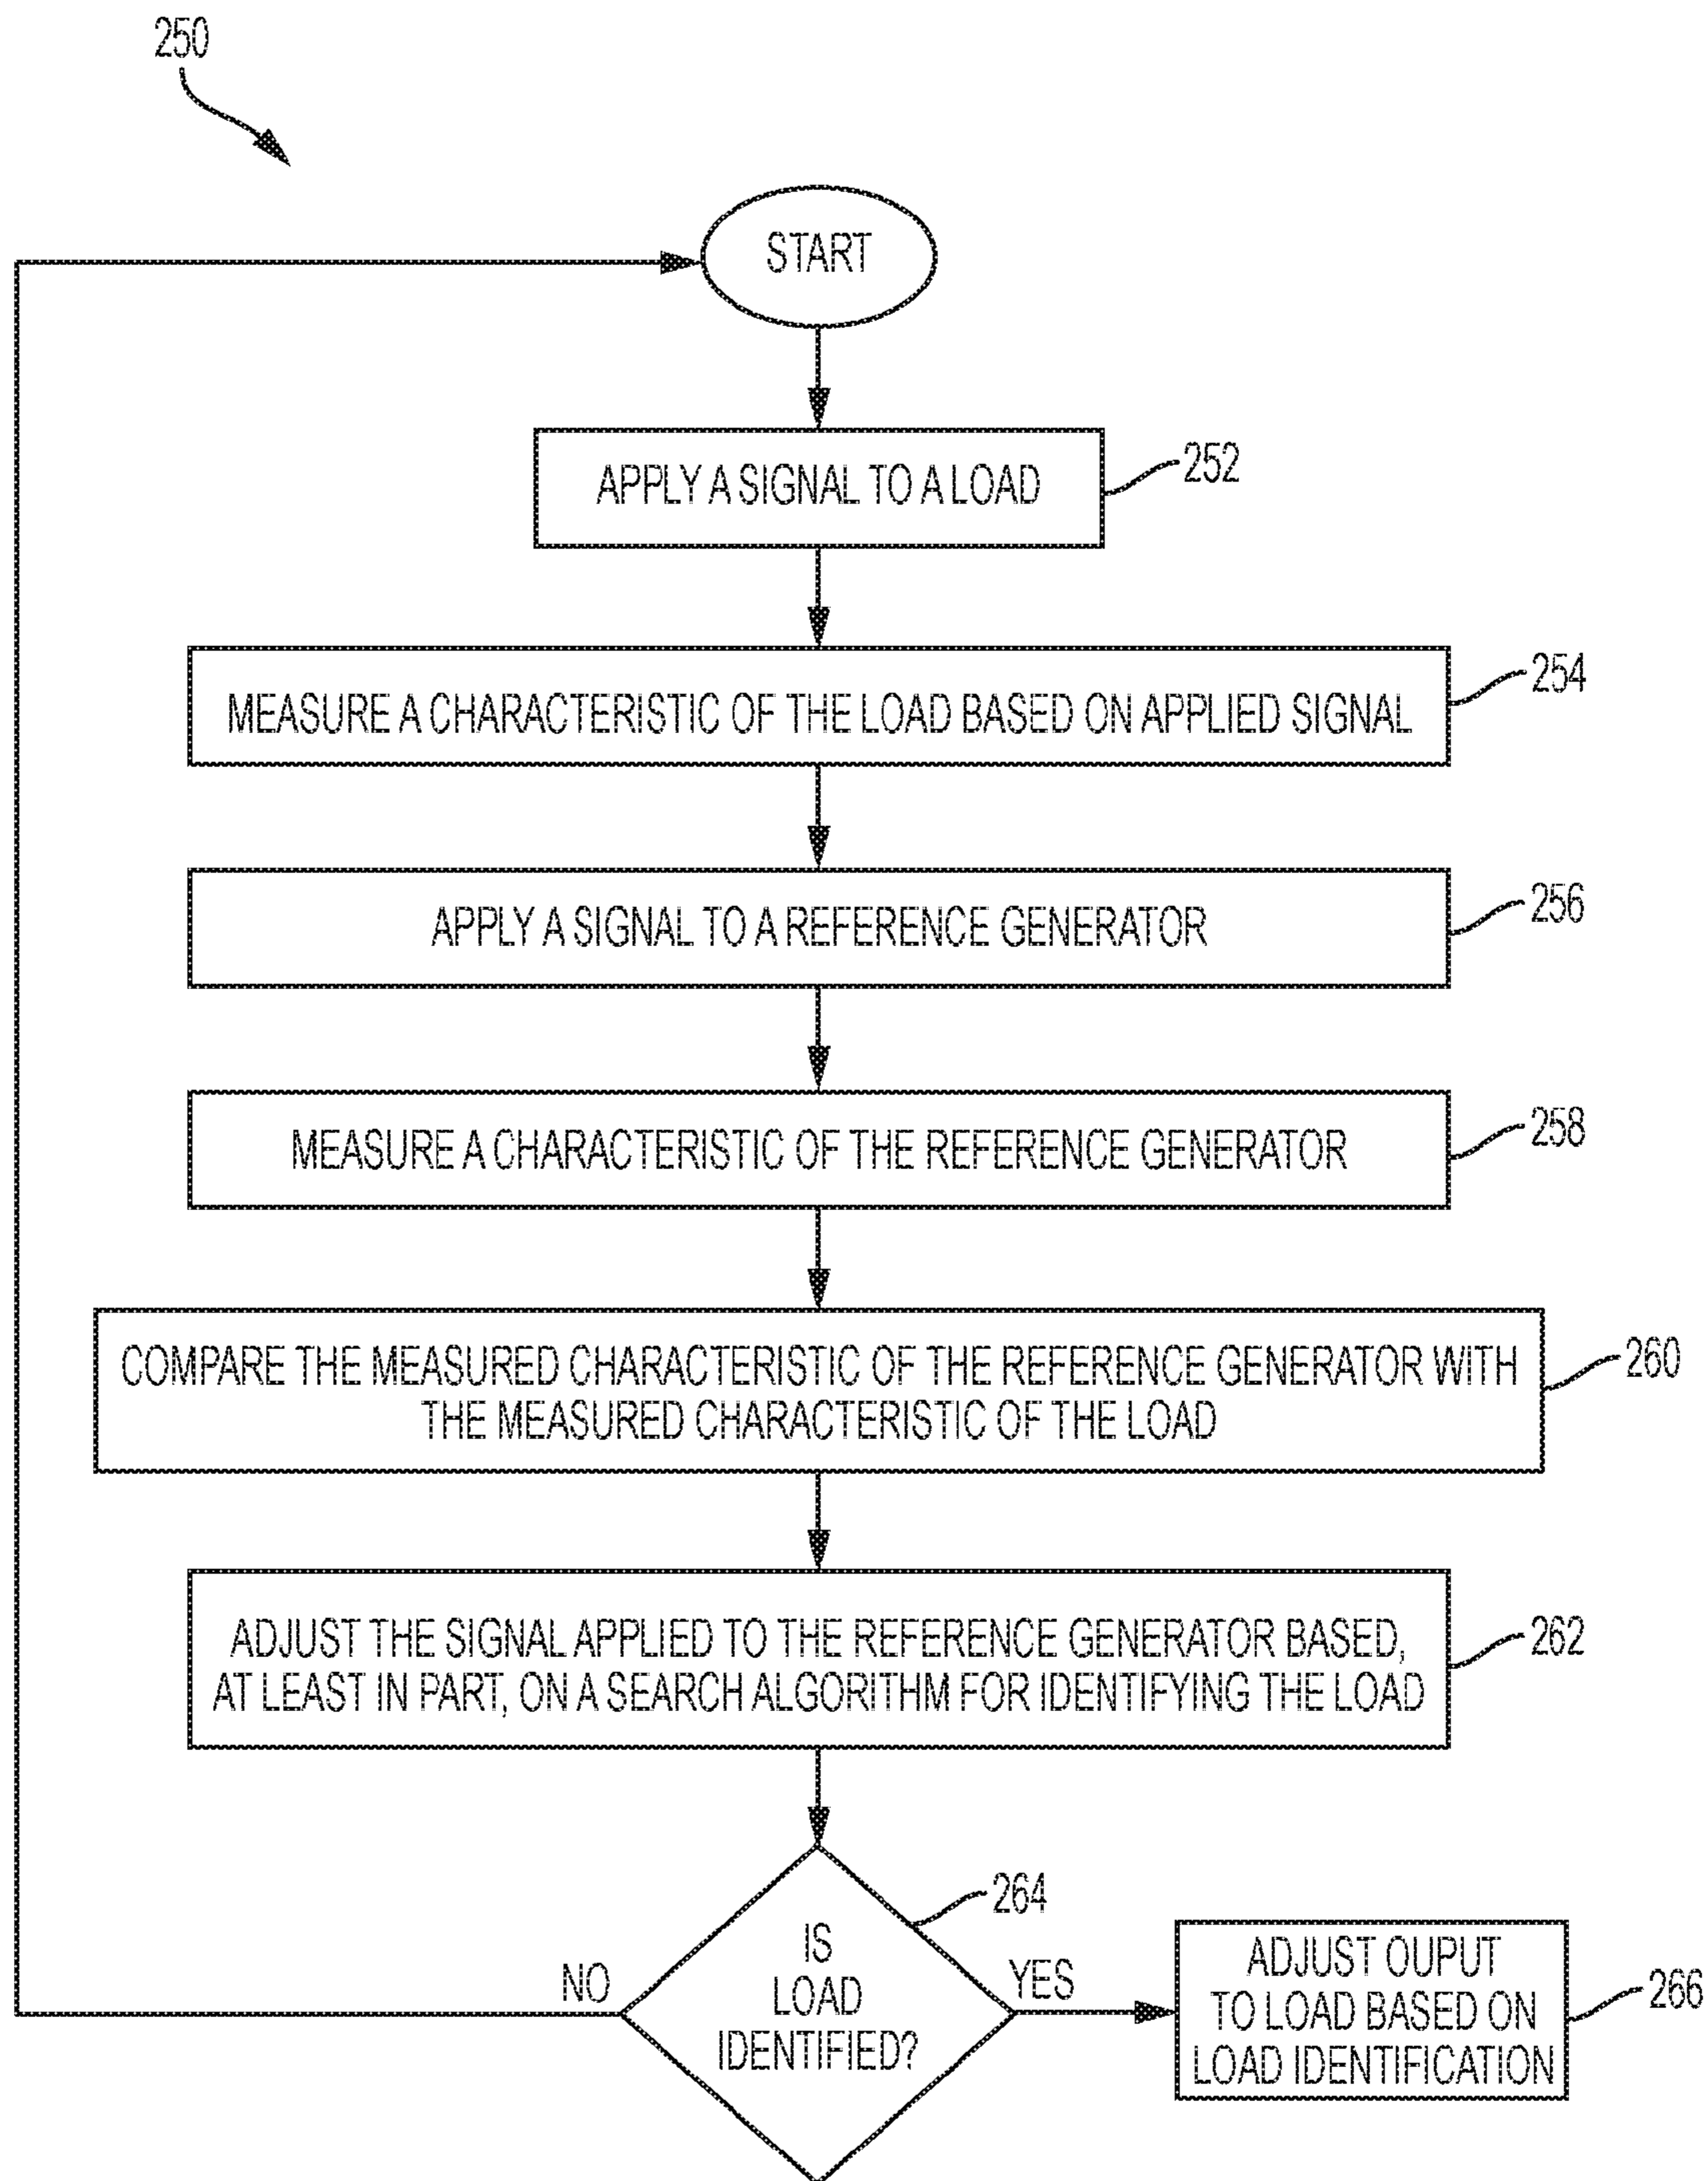 250
START
APPLY A SIGNAL TO A LOAD
252
MEASURE A CHARACTERISTIC OF THE LOAD BASED ON APPLIED SIGNAL
254
APPLY A SIGNAL TO A REFERENCE GENERATOR
256
MEASURE A CHARACTERISTIC OF THE REFERENCE GENERATOR
258
COMPARE THE MEASURED CHARACTERISTIC OF THE REFERENCE GENERATOR WITH
THE MEASURED CHARACTERISTIC OF THE LOAD
260
ADJUST THE SIGNAL APPLIED TO THE REFERENCE GENERATOR BASED,
AT LEAST IN PART, ON A SEARCH ALGORITHM FOR IDENTIFYING THE LOAD
262
IS
LOAD
IDENTIFIED?
264
NO
YES
ADJUST OUPUT
TO LOAD BASED ON
LOAD IDENTIFICATION
266